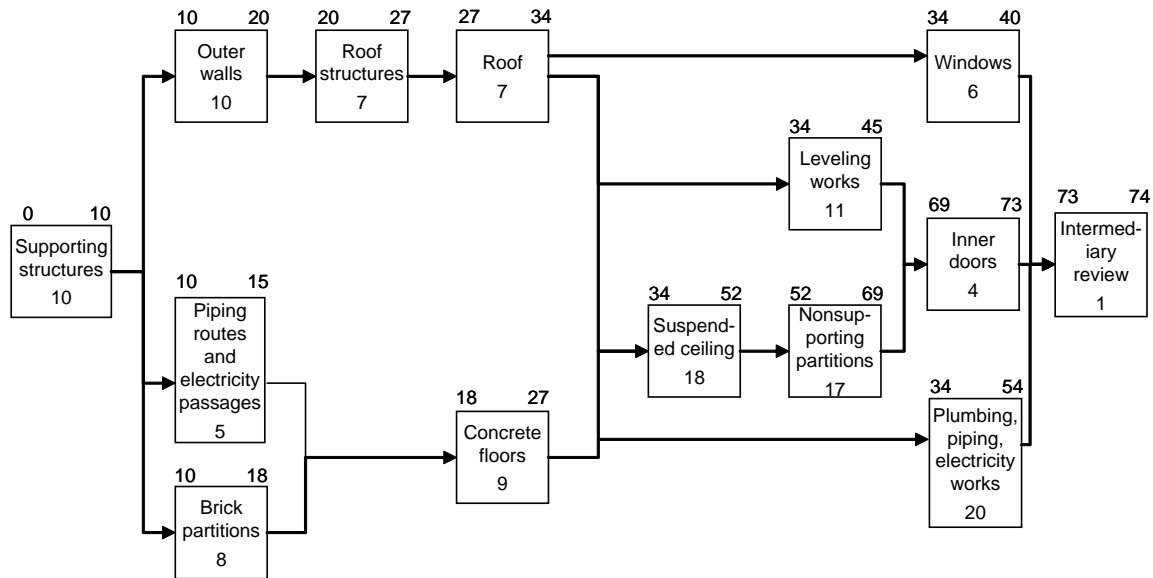 10 20
Outer
walls
10
20 27
Roof
structures
7
27 34
Roof
7
34 40
Windows
6
34 45
Leveling
works
11
0 10
Supporting
structures
10
69 73
Inner
doors
4
73 74
Intermed-
iary
review
1
10 15
Piping
routes
and
electricity
passages
5
34 52
Suspend-
ed ceiling
18
52 69
Nonsup-
porting
partitions
17
10 18
Brick
partitions
8
18 27
Concrete
floors
9
34 54
Plumbing,
piping,
electricity
works
20